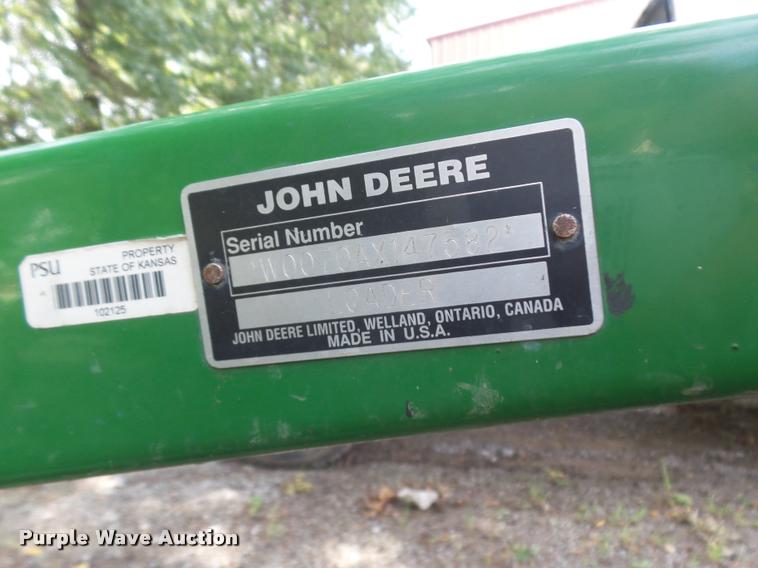 JOHN DEERE
Serial Number
*W00704X147582*
LOADER
JOHN DEERE LIMITED, WELLAND, ONTARIO, CANADA
MADE IN U.S.A.
PSU
PROPERTY
STATE OF KANSAS
102125
Purple Wave Auction